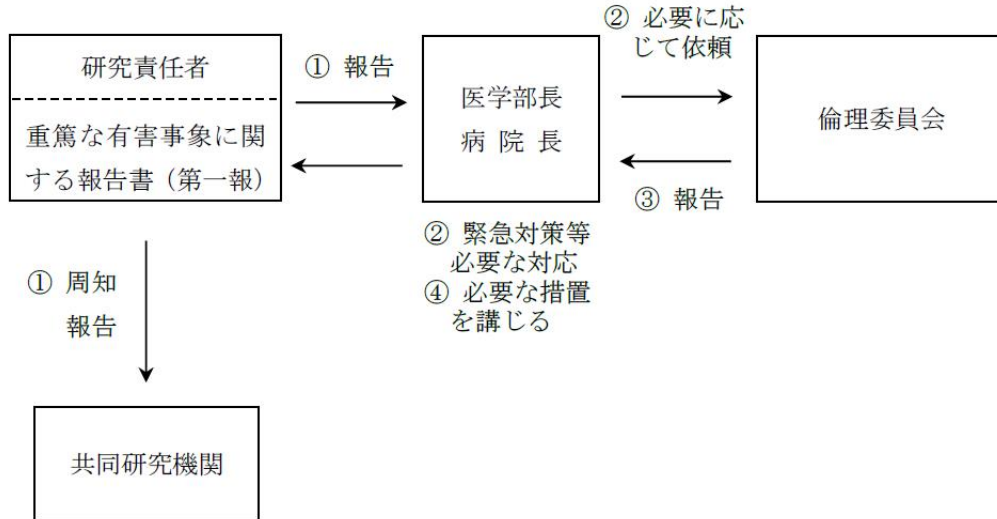 研究責任者
重篤な有害事象に関
する報告書（第一報）
① 報告
医学部長
病 院 長
② 必要に応
じて依頼
③ 報告
倫理委員会
② 緊急対策等
必要な対応
④ 必要な措置
を講じる
① 周知
報告
共同研究機関